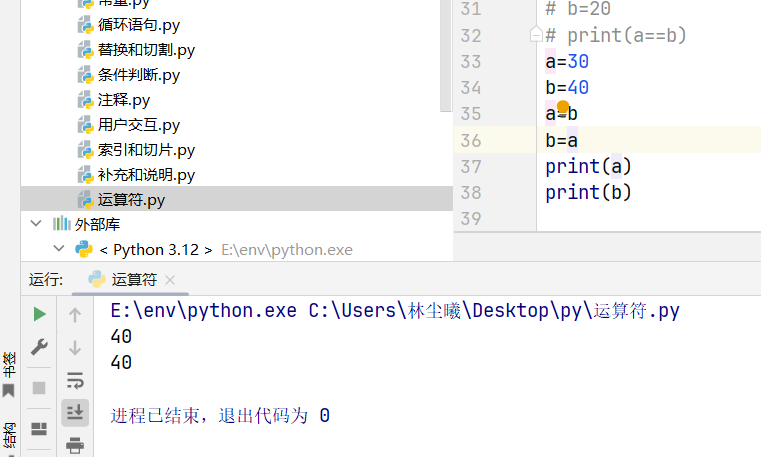 常量.py
循环语句.py
替换和切割.py
条件判断.py
注释.py
用户交互.py
索引和切片.py
补充和说明.py
运算符.py
外部库
< Python 3.12 > E:\env\python.exe
31 # b=20
32 # print(a==b)
33 a=30
34 b=40
35 a=b
36 b=a
37 print(a)
38 print(b)
39
运行: 运算符
E:\env\python.exe C:\Users\林尘曦\Desktop\py\运算符.py
40
40
进程已结束，退出代码为 0
书签
结构